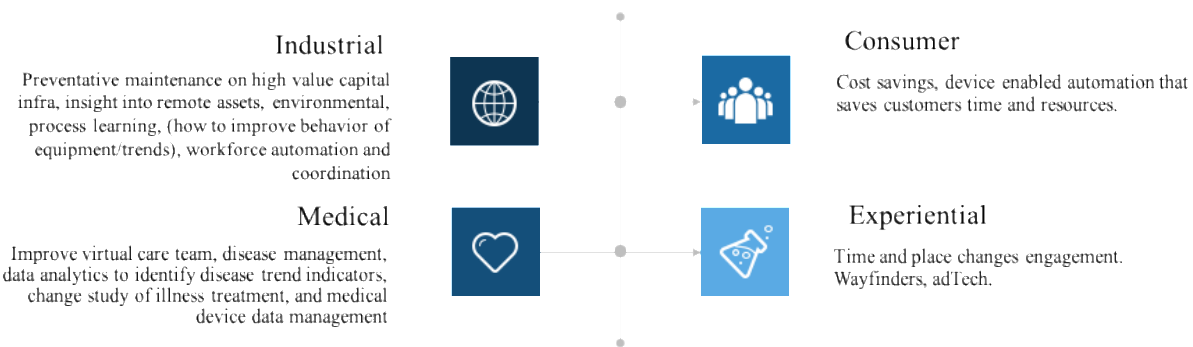 Industrial
Preventative maintenance on high value capital
infra, insight into remote assets, environmental,
process learning, (how to improve behavior of
equipment/trends), workforce automation and
coordination
Consumer
Cost savings, device enabled automation that
saves customers time and resources.
Medical
Improve virtual care team, disease management,
data analytics to identify disease trend indicators,
change study of illness treatment, and medical
device data management
Experiential
Time and place changes engagement.
Wayfinders, adTech.